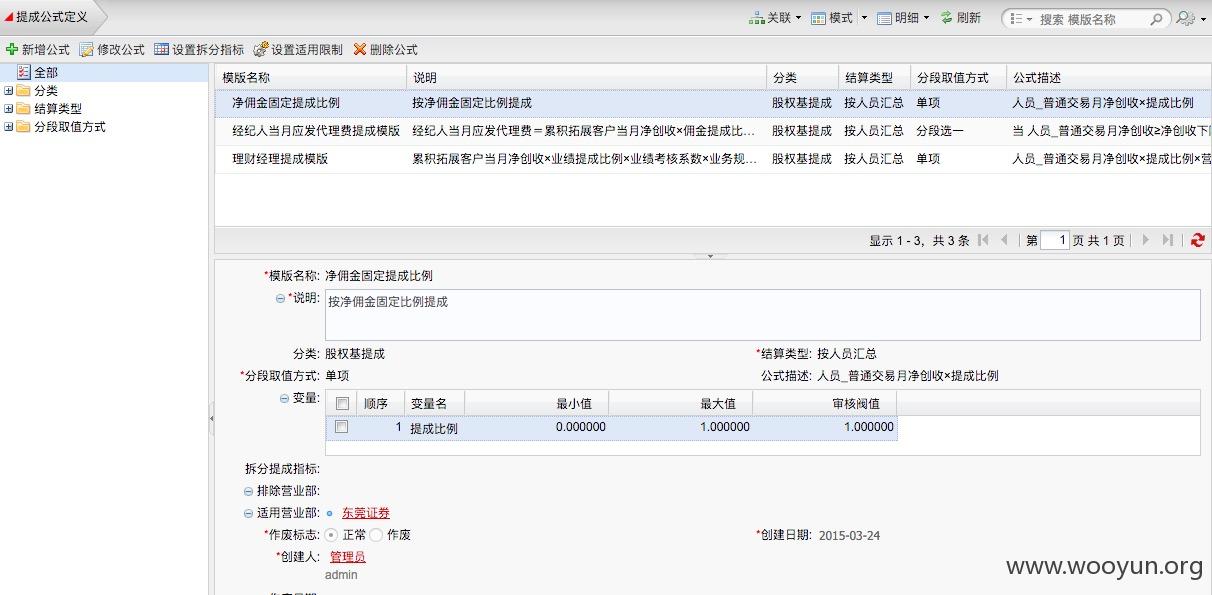 提成公式定义 关联 模式 明细 刷新 搜索 模版名称
新增公式 修改公式 设置拆分指标 设置适用限制 删除公式
全部
分类
结算类型
分段取值方式
模版名称 说明 分类 结算类型 分段取值方式 公式描述
净佣金固定提成比例 按净佣金固定比例提成 股权基提成 按人员汇总 单项 人员_普通交易月净创收×提成比例
经纪人当月应发代理费提成模版 经纪人当月应发代理费＝累积拓展客户当月净创收×佣金提成比... 股权基提成 按人员汇总 分段选一 当 人员_普通交易月净创收≥净创收下
理财经理提成模版 累积拓展客户当月净创收×业绩提成比例×业绩考核系数×业务规... 股权基提成 按人员汇总 单项 人员_普通交易月净创收×提成比例×营
显示 1 - 3，共 3 条 第 1 页 共 1 页
*模版名称: 净佣金固定提成比例
*说明: 按净佣金固定比例提成
分类: 股权基提成 *结算类型: 按人员汇总
*分段取值方式: 单项 公式描述: 人员_普通交易月净创收×提成比例
变量: 顺序 变量名 最小值 最大值 审核阀值
1 提成比例 0.000000 1.000000 1.000000
拆分提成指标:
排除营业部:
适用营业部: 东莞证券
*作废标志: 正常 作废 *创建日期: 2015-03-24
*创建人: 管理员
admin
www.wooyun.org